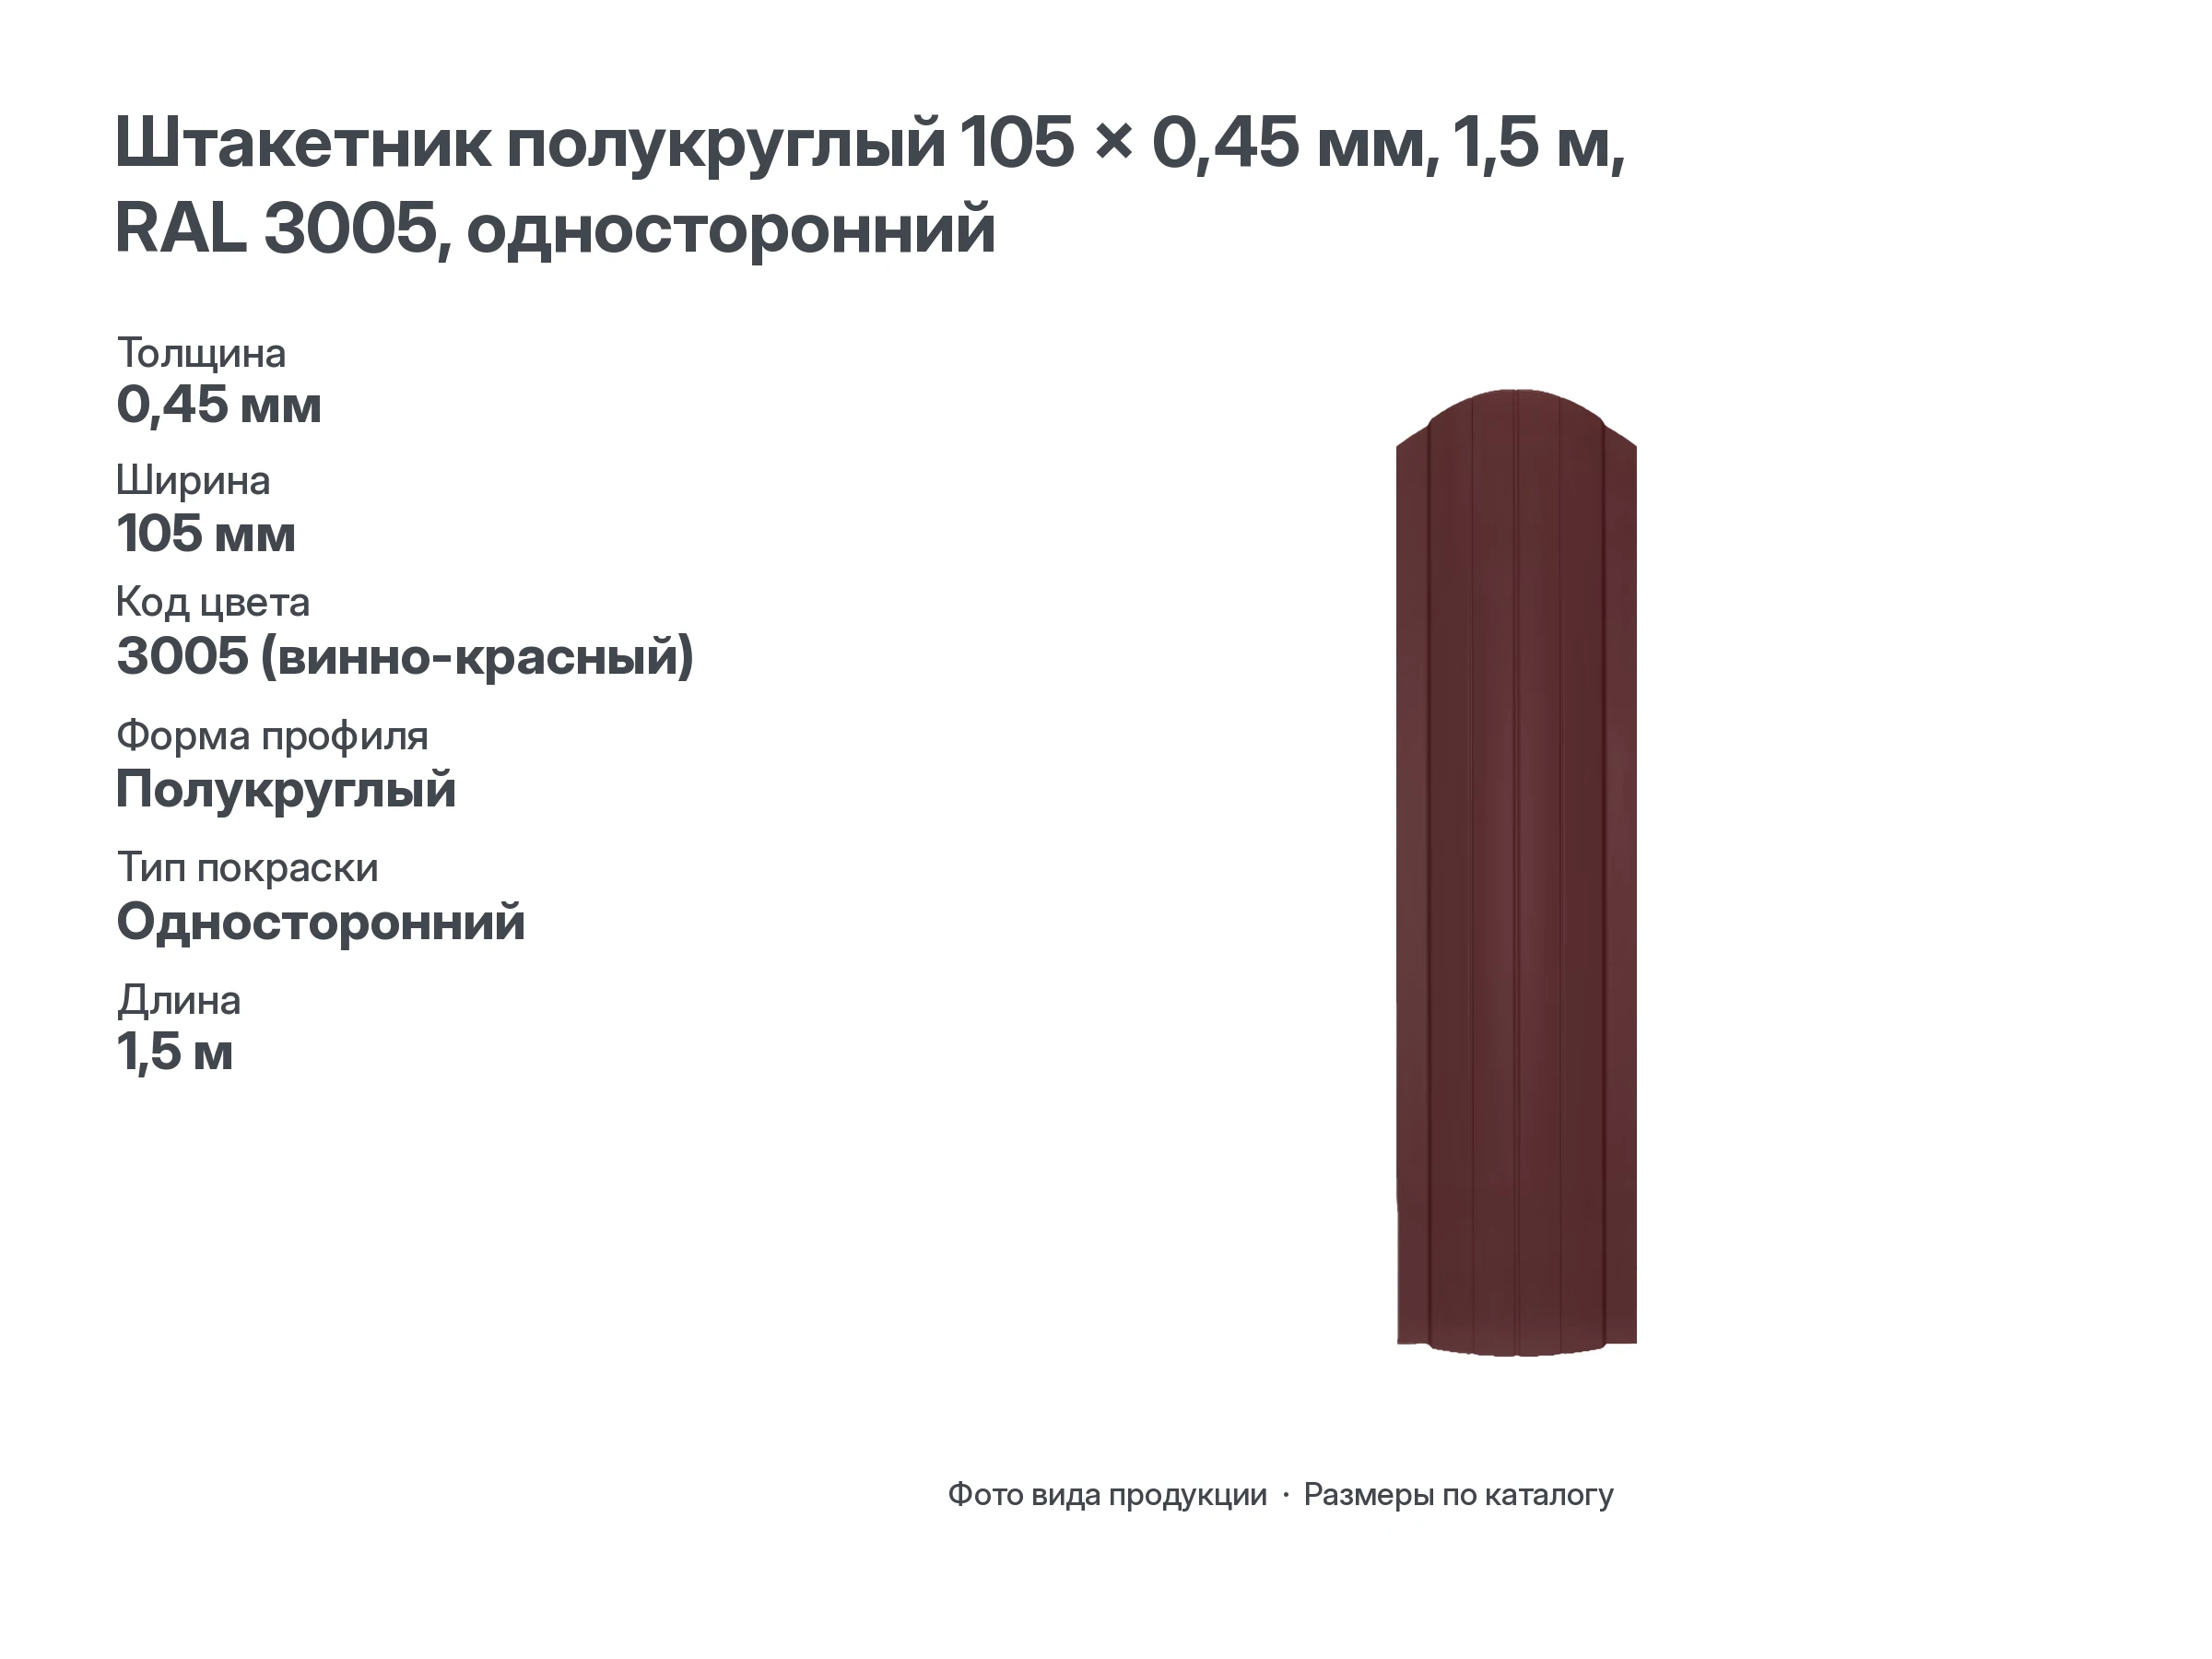 Штакетник полукруглый 105 × 0,45 мм, 1,5 м,
RAL 3005, односторонний
Толщина
0,45 мм
Ширина
105 мм
Код цвета
3005 (винно-красный)
Форма профиля
Полукруглый
Тип покраски
Односторонний
Длина
1,5 м
Фото вида продукции · Размеры по каталогу